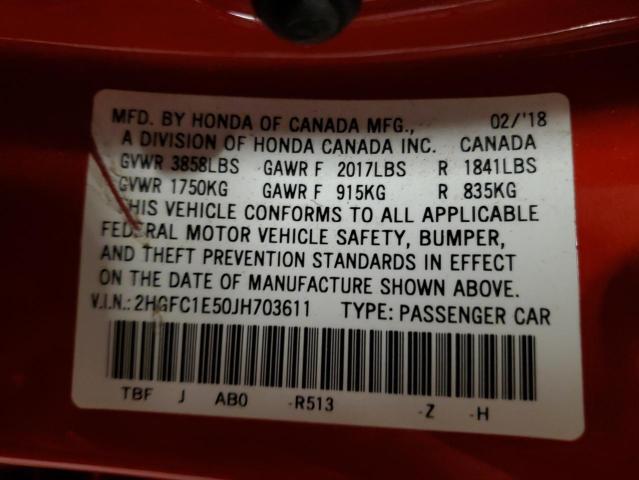 MFD. BY HONDA OF CANADA MFG., 02/'18
A DIVISION OF HONDA CANADA INC. CANADA
GVWR 3858LBS GAWR F 2017LBS R 1841LBS
GVWR 1750KG GAWR F 915KG R 835KG
THIS VEHICLE CONFORMS TO ALL APPLICABLE
FEDERAL MOTOR VEHICLE SAFETY, BUMPER,
AND THEFT PREVENTION STANDARDS IN EFFECT
ON THE DATE OF MANUFACTURE SHOWN ABOVE.
V.I.N.: 2HGFC1E50JH703611 TYPE: PASSENGER CAR
TBF J AB0 -R513 -Z -H